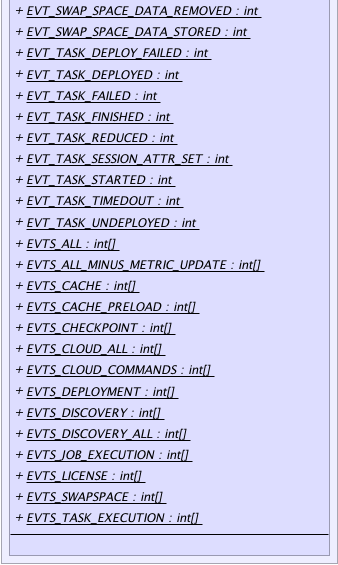 + EVT_SWAP_SPACE_DATA_REMOVED : int
+ EVT_SWAP_SPACE_DATA_STORED : int
+ EVT_TASK_DEPLOY_FAILED : int
+ EVT_TASK_DEPLOYED : int
+ EVT_TASK_FAILED : int
+ EVT_TASK_FINISHED : int
+ EVT_TASK_REDUCED : int
+ EVT_TASK_SESSION_ATTR_SET : int
+ EVT_TASK_STARTED : int
+ EVT_TASK_TIMEDOUT : int
+ EVT_TASK_UNDEPLOYED : int
+ EVTS_ALL : int[]
+ EVTS_ALL_MINUS_METRIC_UPDATE : int[]
+ EVTS_CACHE : int[]
+ EVTS_CACHE_PRELOAD : int[]
+ EVTS_CHECKPOINT : int[]
+ EVTS_CLOUD_ALL : int[]
+ EVTS_CLOUD_COMMANDS : int[]
+ EVTS_DEPLOYMENT : int[]
+ EVTS_DISCOVERY : int[]
+ EVTS_DISCOVERY_ALL : int[]
+ EVTS_JOB_EXECUTION : int[]
+ EVTS_LICENSE : int[]
+ EVTS_SWAPSPACE : int[]
+ EVTS_TASK_EXECUTION : int[]